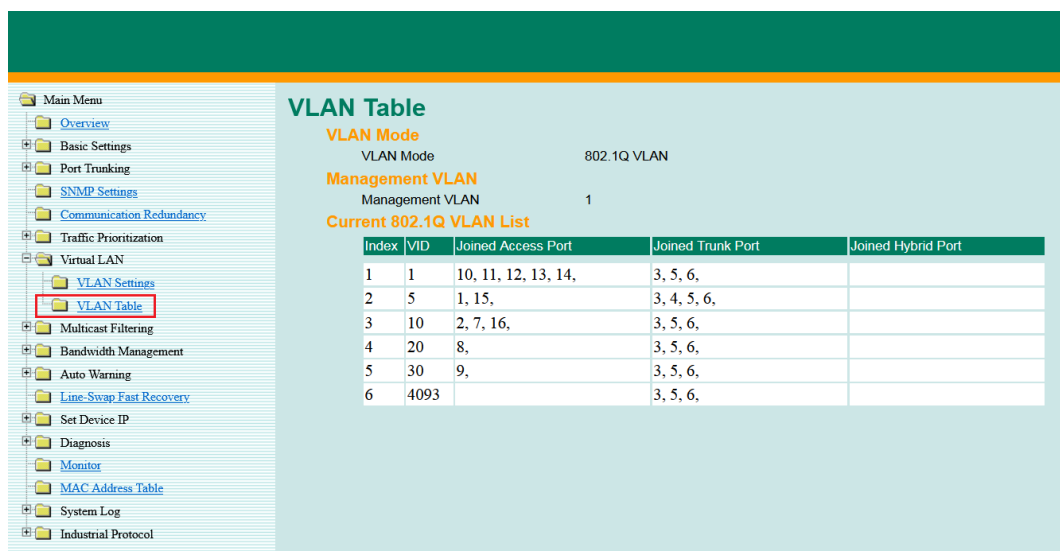 Main Menu
Overview
Basic Settings
Port Trunking
SNMP Settings
Communication Redundancy
Traffic Prioritization
Virtual LAN
VLAN Settings
VLAN Table
Multicast Filtering
Bandwidth Management
Auto Warning
Line-Swap Fast Recovery
Set Device IP
Diagnosis
Monitor
MAC Address Table
System Log
Industrial Protocol
VLAN Table
VLAN Mode
VLAN Mode 802.1Q VLAN
Management VLAN
Management VLAN 1
Current 802.1Q VLAN List
Index VID Joined Access Port Joined Trunk Port Joined Hybrid Port
1 1 10, 11, 12, 13, 14, 3, 5, 6,
2 5 1, 15, 3, 4, 5, 6,
3 10 2, 7, 16, 3, 5, 6,
4 20 8, 3, 5, 6,
5 30 9, 3, 5, 6,
6 4093 3, 5, 6,